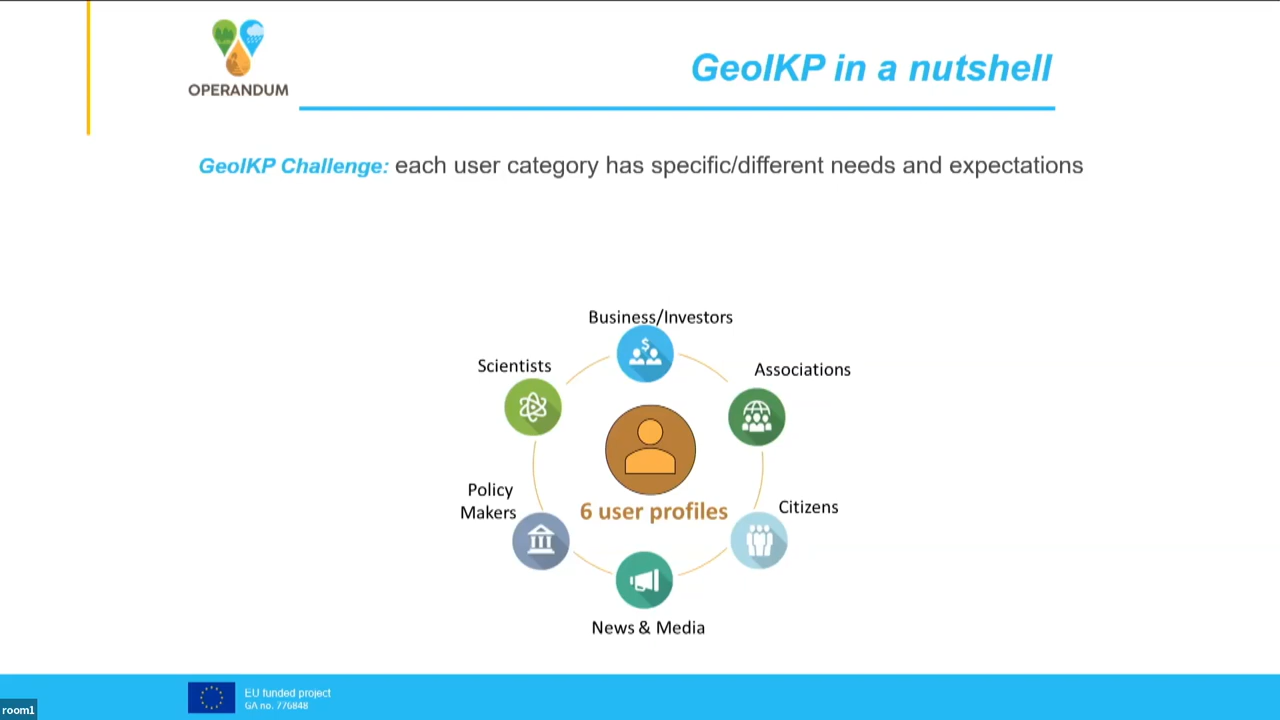 OPERANDUM
GeoIKP in a nutshell
GeoIKP Challenge: each user category has specific/different needs and expectations
Business/Investors
Scientists
Associations
Policy
Makers
Citizens
6 user profiles
News & Media
EU funded project
GA no. 776848
room1